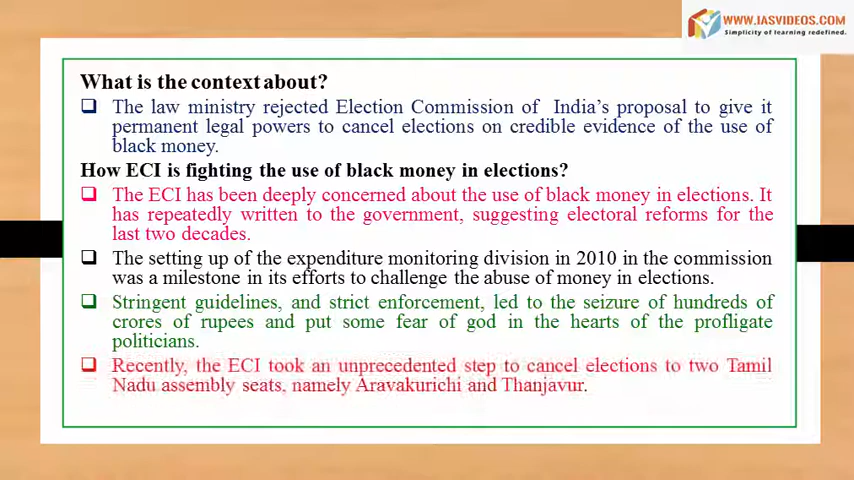 WWW.IASVIDEOS.COM
Simplicity of learning redefined.
What is the context about?
The law ministry rejected Election Commission of India's proposal to give it
permanent legal powers to cancel elections on credible evidence of the use of
black money.
How ECI is fighting the use of black money in elections?
The ECI has been deeply concerned about the use of black money in elections. It
has repeatedly written to the government, suggesting electoral reforms for the
last two decades.
The setting up of the expenditure monitoring division in 2010 in the commission
was a milestone in its efforts to challenge the abuse of money in elections.
Stringent guidelines, and strict enforcement, led to the seizure of hundreds of
crores of rupees and put some fear of god in the hearts of the profligate
politicians.
Recently, the ECI took an unprecedented step to cancel elections to two Tamil
Nadu assembly seats, namely Aravakurichi and Thanjavur.